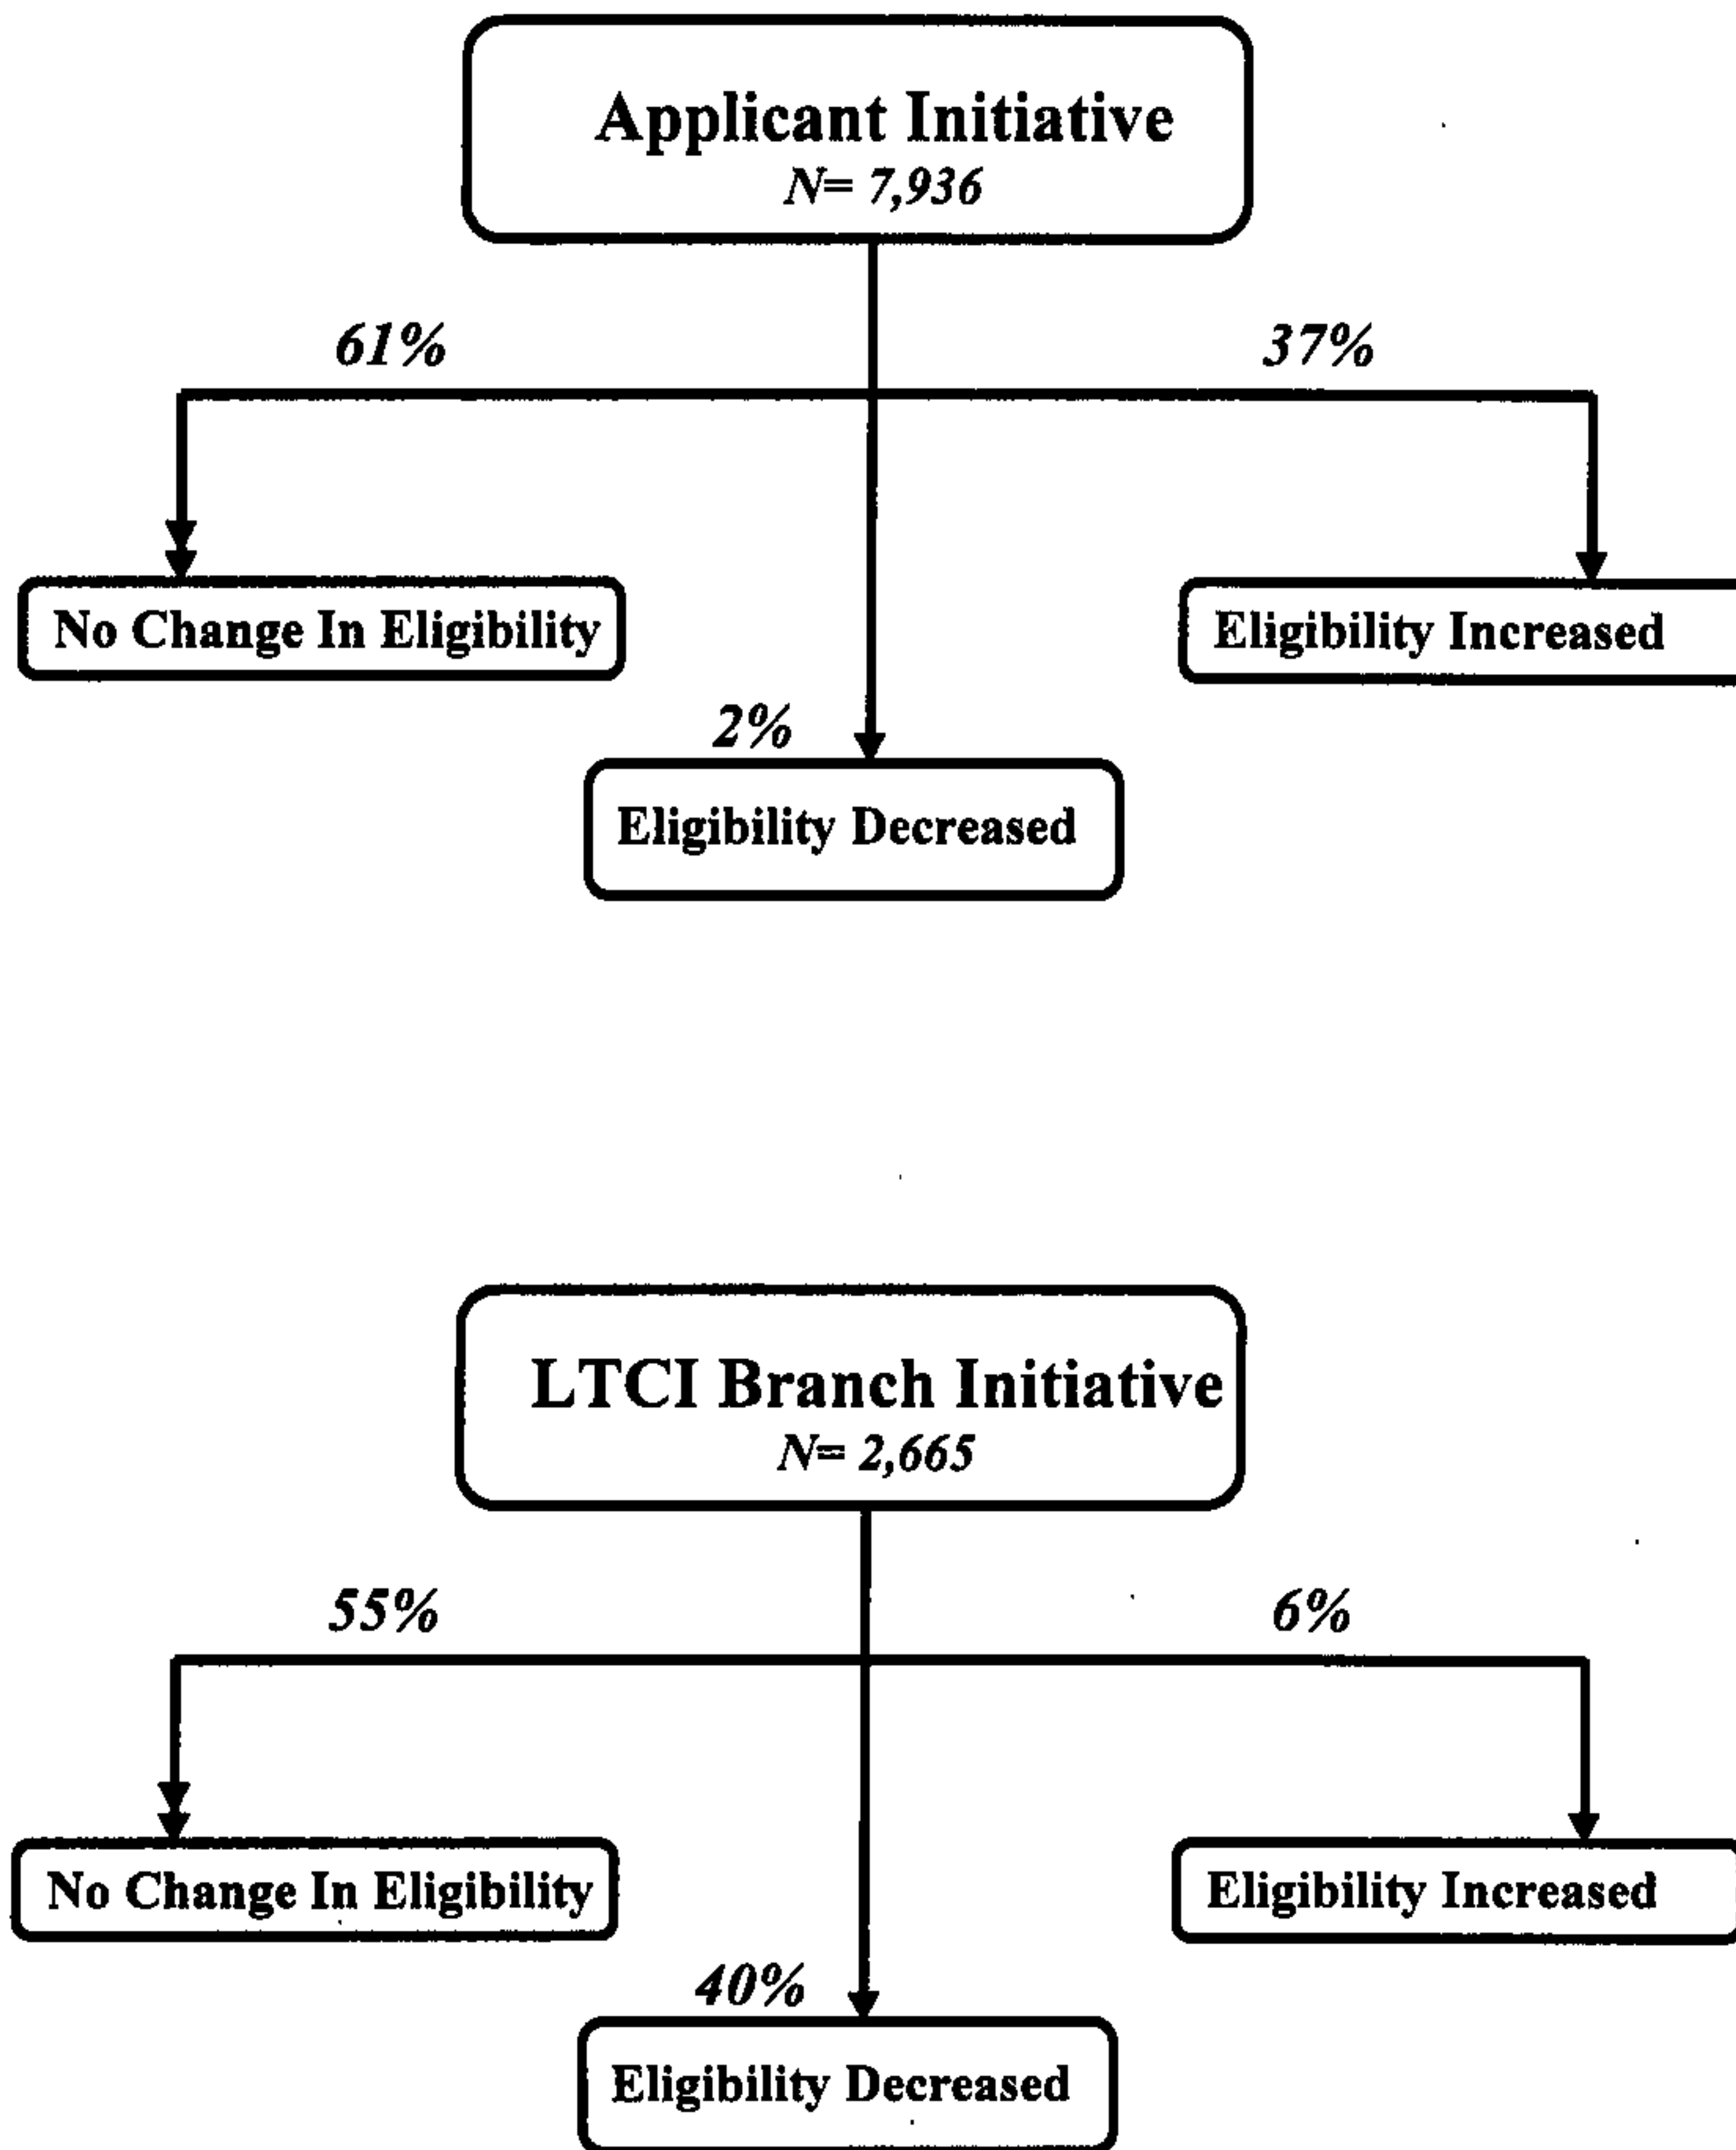 Applicant Initiative
N= 7,936
61%
37%
No Change In Eligibility
Eligibility Increased
2%
Eligibility Decreased
LTCI Branch Initiative
N= 2,665
55%
6%
No Change In Eligibility
Eligibility Increased
40%
Eligibility Decreased